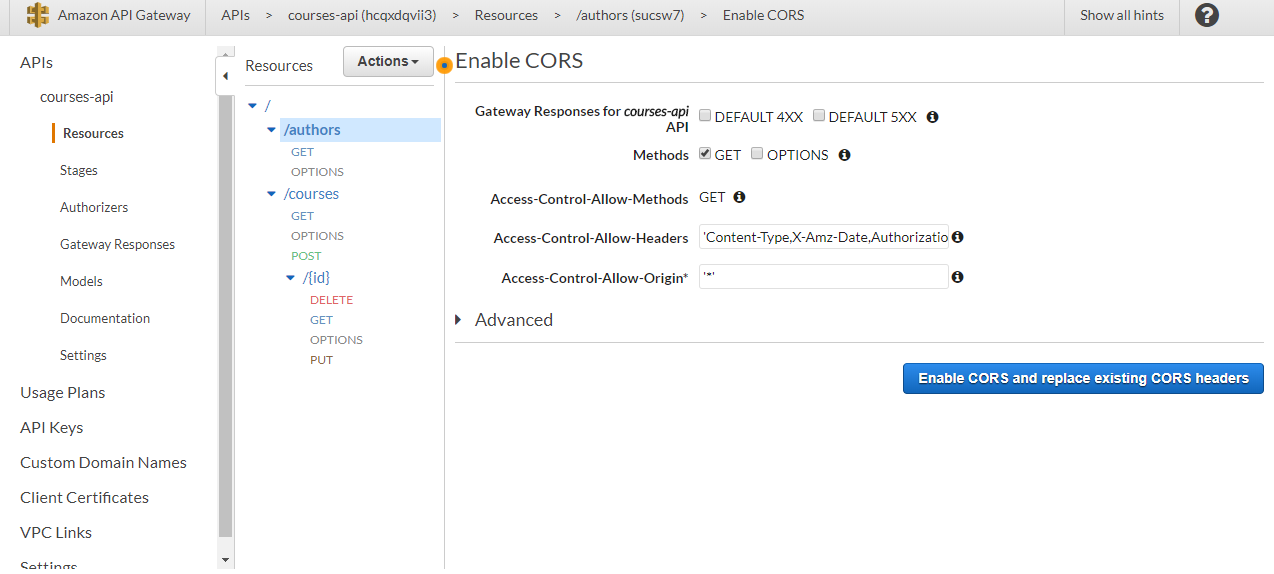 Amazon API Gateway APIs > courses-api (hcqxdqvii3) > Resources > /authors (sucsw7) > Enable CORS Show all hints ?
APIs
courses-api
Resources
Stages
Authorizers
Gateway Responses
Models
Documentation
Settings
Usage Plans
API Keys
Custom Domain Names
Client Certificates
VPC Links
Settings
Resources Actions
/
/authors
GET
OPTIONS
/courses
GET
OPTIONS
POST
/{id}
DELETE
GET
OPTIONS
PUT
Enable CORS
Gateway Responses for courses-api
API
DEFAULT 4XX DEFAULT 5XX
Methods GET OPTIONS
Access-Control-Allow-Methods GET
Access-Control-Allow-Headers 'Content-Type,X-Amz-Date,Authorizatio
Access-Control-Allow-Origin* '*'
Advanced
Enable CORS and replace existing CORS headers